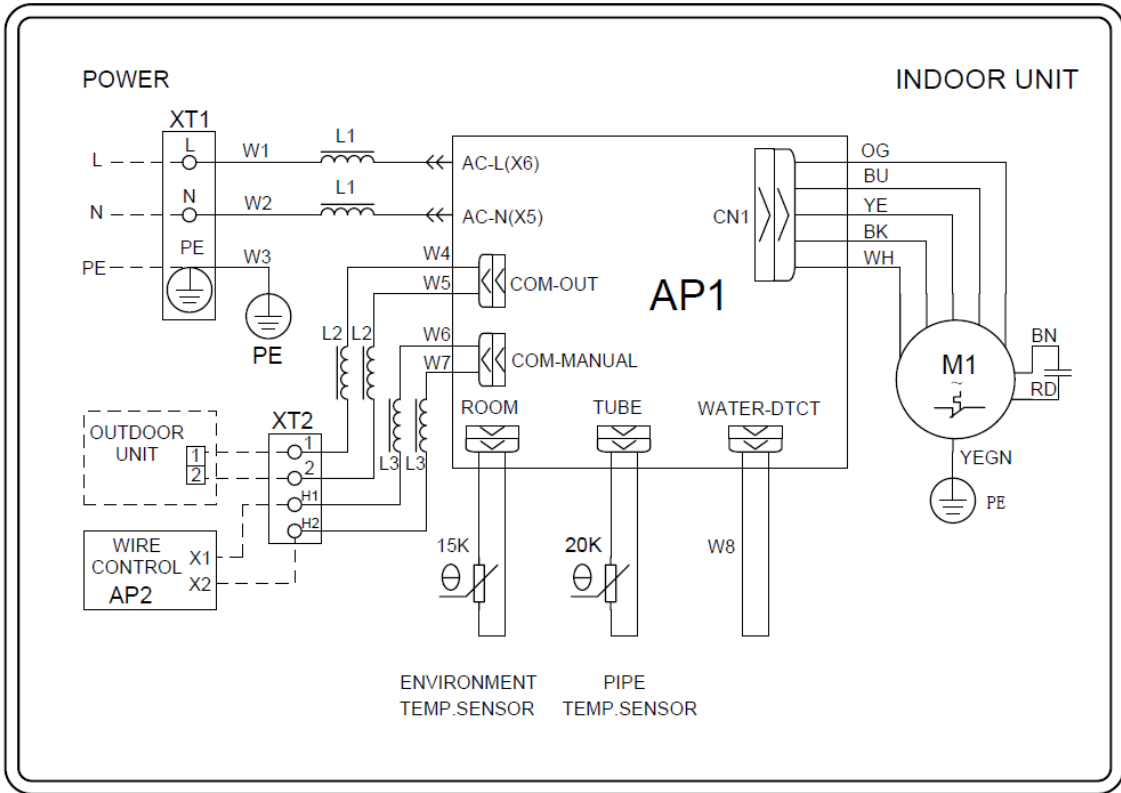 POWER
INDOOR UNIT
XT1
L
L
W1
L1
AC-L(X6)
N
N
W2
L1
AC-N(X5)
PE
PE
W3
PE
W4
W5
COM-OUT
L2
L2
W6
W7
COM-MANUAL
L3
L3
AP1
CN1
OG
BU
YE
BK
WH
M1
~
BN
RD
YEGN
PE
ROOM
TUBE
WATER-DTCT
XT2
1
2
H1
H2
OUTDOOR
UNIT
1
2
WIRE
CONTROL
AP2
X1
X2
15K
θ
20K
θ
W8
ENVIRONMENT
TEMP.SENSOR
PIPE
TEMP.SENSOR